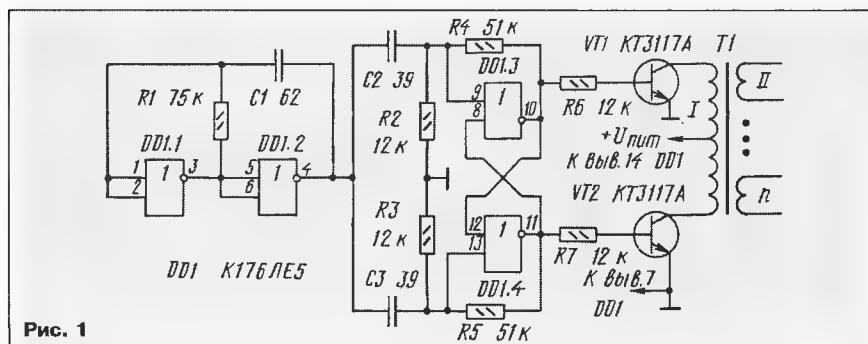 R4 51 к
VT1 КТ3117А
T1
C2 39
DD1.3
R1 75к
C1 62
9
1
8
10
R6 12 к
I
II
R2
12 к
+Uпит
К выв.14 DD1
DD1.1
DD1.2
1
2
1
3
5
6
1
4
VT2 КТ3117А
n
R3
12 к
12
13
1
11
R7 12 к
К выв.7
DD1
DD1 К176ЛЕ5
C3 39
DD1.4
R5 51к
Рис. 1